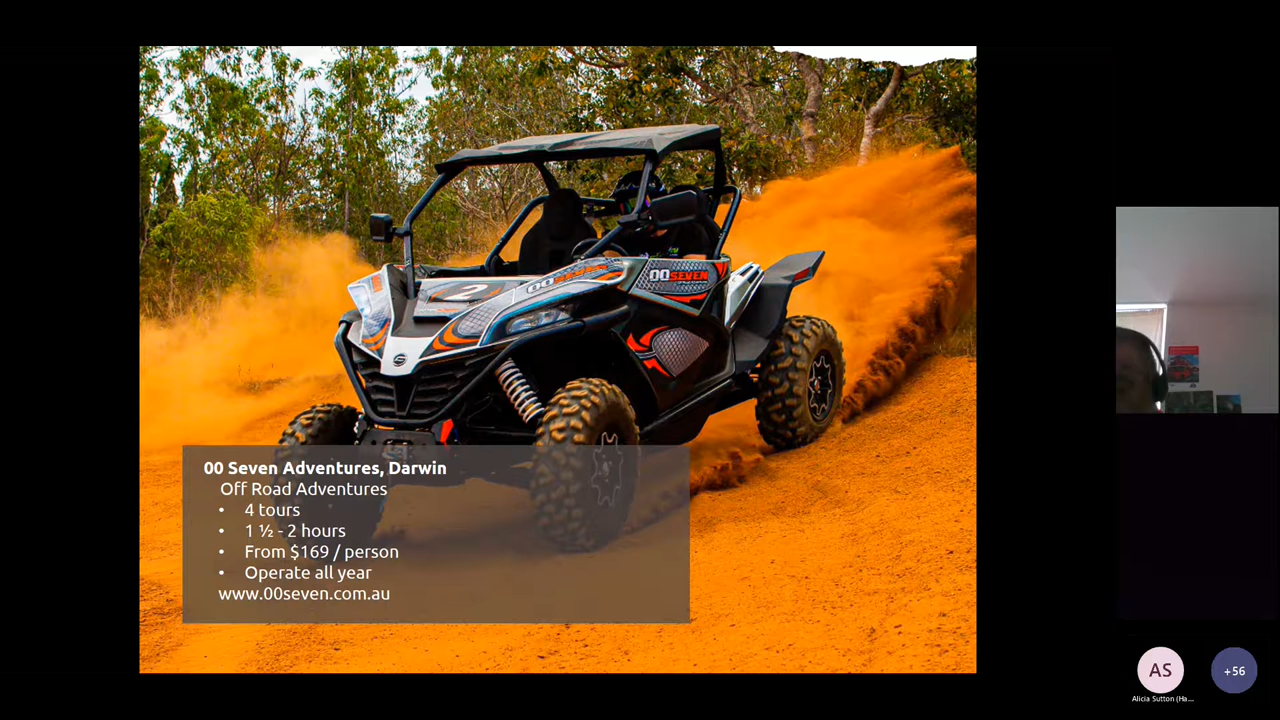 2
00SEVEN
00SEVEN
00 Seven Adventures, Darwin
Off Road Adventures
• 4 tours
• 1 ½ - 2 hours
• From $169 / person
• Operate all year
www.00seven.com.au
AS
+56
Alicia Sutton (Ha...